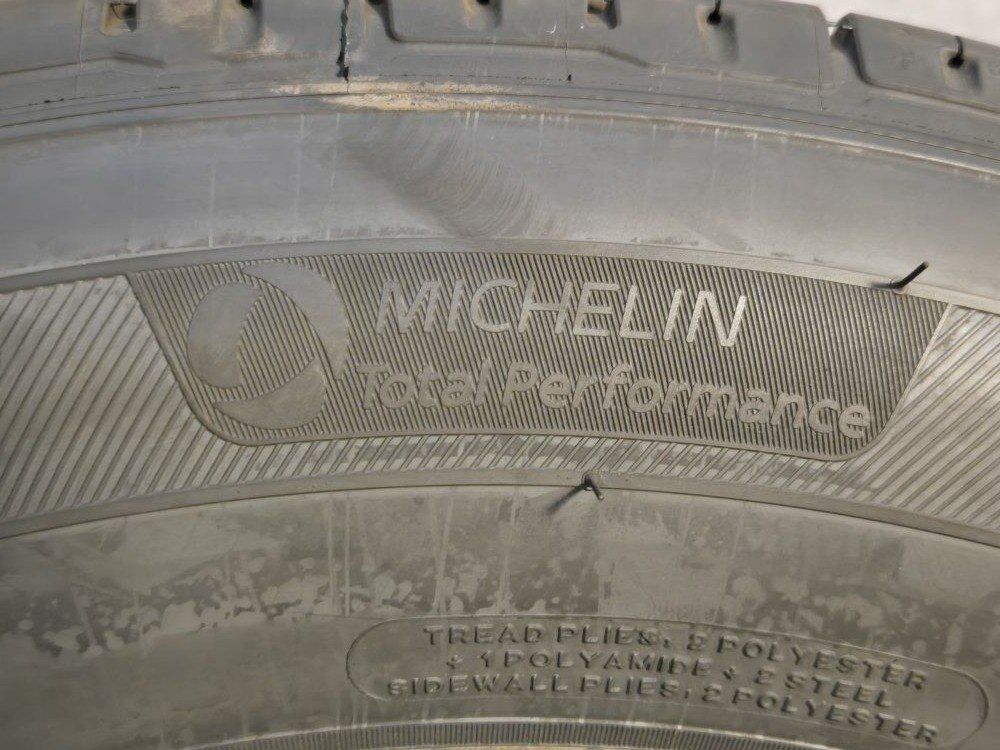 MICHELIN
Total Performance
TREAD PLIES: 2 POLYESTER
+ 1 POLYAMIDE + 2 STEEL
SIDEWALL PLIES: 2 POLYESTER